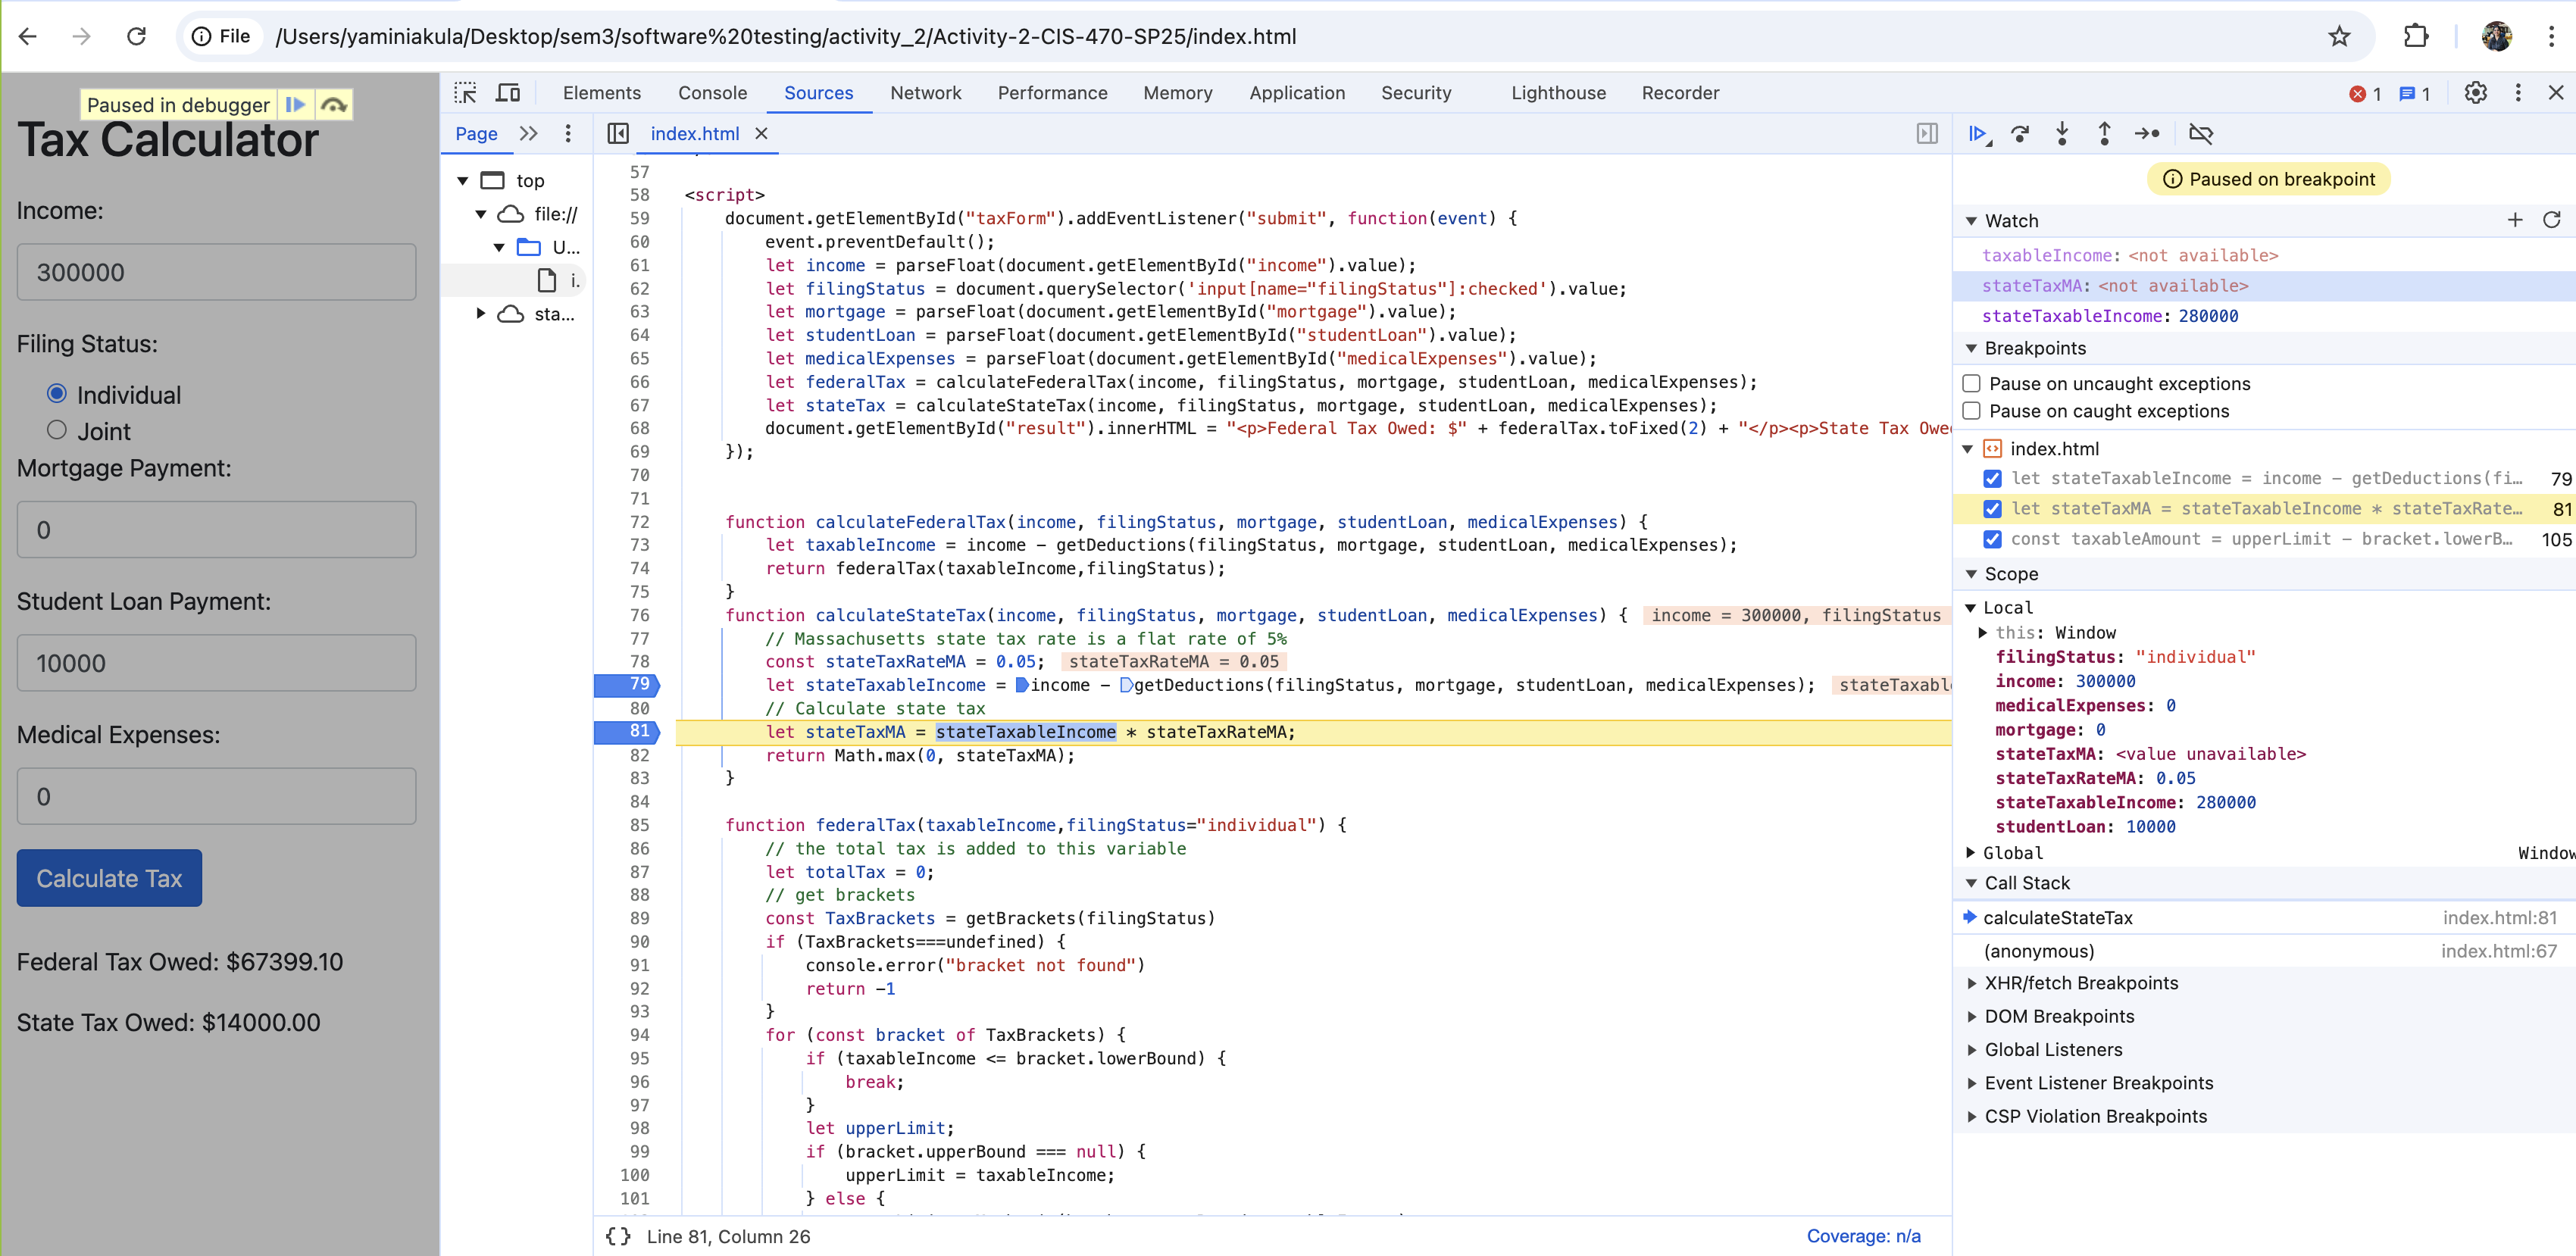 File /Users/yaminiakula/Desktop/sem3/software%20testing/activity_2/Activity-2-CIS-470-SP25/index.html
Paused in debugger
Tax Calculator
Income:
300000
Filing Status:
Individual
Joint
Mortgage Payment:
0
Student Loan Payment:
10000
Medical Expenses:
0
Calculate Tax
Federal Tax Owed: $67399.10
State Tax Owed: $14000.00
Elements Console Sources Network Performance Memory Application Security Lighthouse Recorder 1 1
Page
index.html
top
file://
U...
i.
sta...
57
58 <script>
59 document.getElementById("taxForm").addEventListener("submit", function(event) {
60 event.preventDefault();
61 let income = parseFloat(document.getElementById("income").value);
62 let filingStatus = document.querySelector('input[name="filingStatus"]:checked').value;
63 let mortgage = parseFloat(document.getElementById("mortgage").value);
64 let studentLoan = parseFloat(document.getElementById("studentLoan").value);
65 let medicalExpenses = parseFloat(document.getElementById("medicalExpenses").value);
66 let federalTax = calculateFederalTax(income, filingStatus, mortgage, studentLoan, medicalExpenses);
67 let stateTax = calculateStateTax(income, filingStatus, mortgage, studentLoan, medicalExpenses);
68 document.getElementById("result").innerHTML = "<p>Federal Tax Owed: $" + federalTax.toFixed(2) + "</p><p>State Tax Owe
69 });
70
71
72 function calculateFederalTax(income, filingStatus, mortgage, studentLoan, medicalExpenses) {
73 let taxableIncome = income - getDeductions(filingStatus, mortgage, studentLoan, medicalExpenses);
74 return federalTax(taxableIncome,filingStatus);
75 }
76 function calculateStateTax(income, filingStatus, mortgage, studentLoan, medicalExpenses) { income = 300000, filingStatus
77 // Massachusetts state tax rate is a flat rate of 5%
78 const stateTaxRateMA = 0.05; stateTaxRateMA = 0.05
79 let stateTaxableIncome = income - getDeductions(filingStatus, mortgage, studentLoan, medicalExpenses); stateTaxabl
80 // Calculate state tax
81 let stateTaxMA = stateTaxableIncome * stateTaxRateMA;
82 return Math.max(0, stateTaxMA);
83 }
84
85 function federalTax(taxableIncome,filingStatus="individual") {
86 // the total tax is added to this variable
87 let totalTax = 0;
88 // get brackets
89 const TaxBrackets = getBrackets(filingStatus)
90 if (TaxBrackets===undefined) {
91 console.error("bracket not found")
92 return -1
93 }
94 for (const bracket of TaxBrackets) {
95 if (taxableIncome <= bracket.lowerBound) {
96 break;
97 }
98 let upperLimit;
99 if (bracket.upperBound === null) {
100 upperLimit = taxableIncome;
101 } else {
{} Line 81, Column 26 Coverage: n/a
Paused on breakpoint
Watch
taxableIncome: <not available>
stateTaxMA: <not available>
stateTaxableIncome: 280000
Breakpoints
Pause on uncaught exceptions
Pause on caught exceptions
index.html
let stateTaxableIncome = income - getDeductions(fi... 79
let stateTaxMA = stateTaxableIncome * stateTaxRate... 81
const taxableAmount = upperLimit - bracket.lowerB... 105
Scope
Local
this: Window
filingStatus: "individual"
income: 300000
medicalExpenses: 0
mortgage: 0
stateTaxMA: <value unavailable>
stateTaxRateMA: 0.05
stateTaxableIncome: 280000
studentLoan: 10000
Global Window
Call Stack
calculateStateTax index.html:81
(anonymous) index.html:67
XHR/fetch Breakpoints
DOM Breakpoints
Global Listeners
Event Listener Breakpoints
CSP Violation Breakpoints